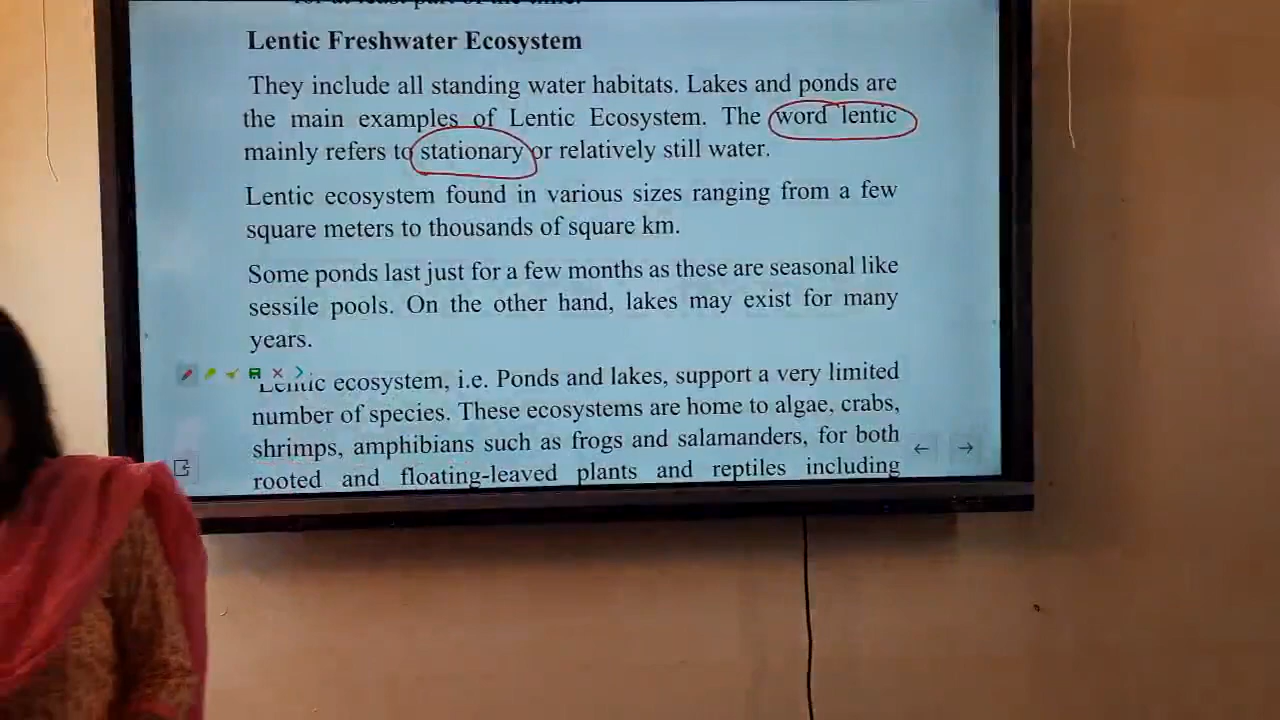 Lentic Freshwater Ecosystem
They include all standing water habitats. Lakes and ponds are
the main examples of Lentic Ecosystem. The word lentic
mainly refers to stationary or relatively still water.
Lentic ecosystem found in various sizes ranging from a few
square meters to thousands of square km.
Some ponds last just for a few months as these are seasonal like
sessile pools. On the other hand, lakes may exist for many
years.
Lentic ecosystem, i.e. Ponds and lakes, support a very limited
number of species. These ecosystems are home to algae, crabs,
shrimps, amphibians such as frogs and salamanders, for both
rooted and floating-leaved plants and reptiles including